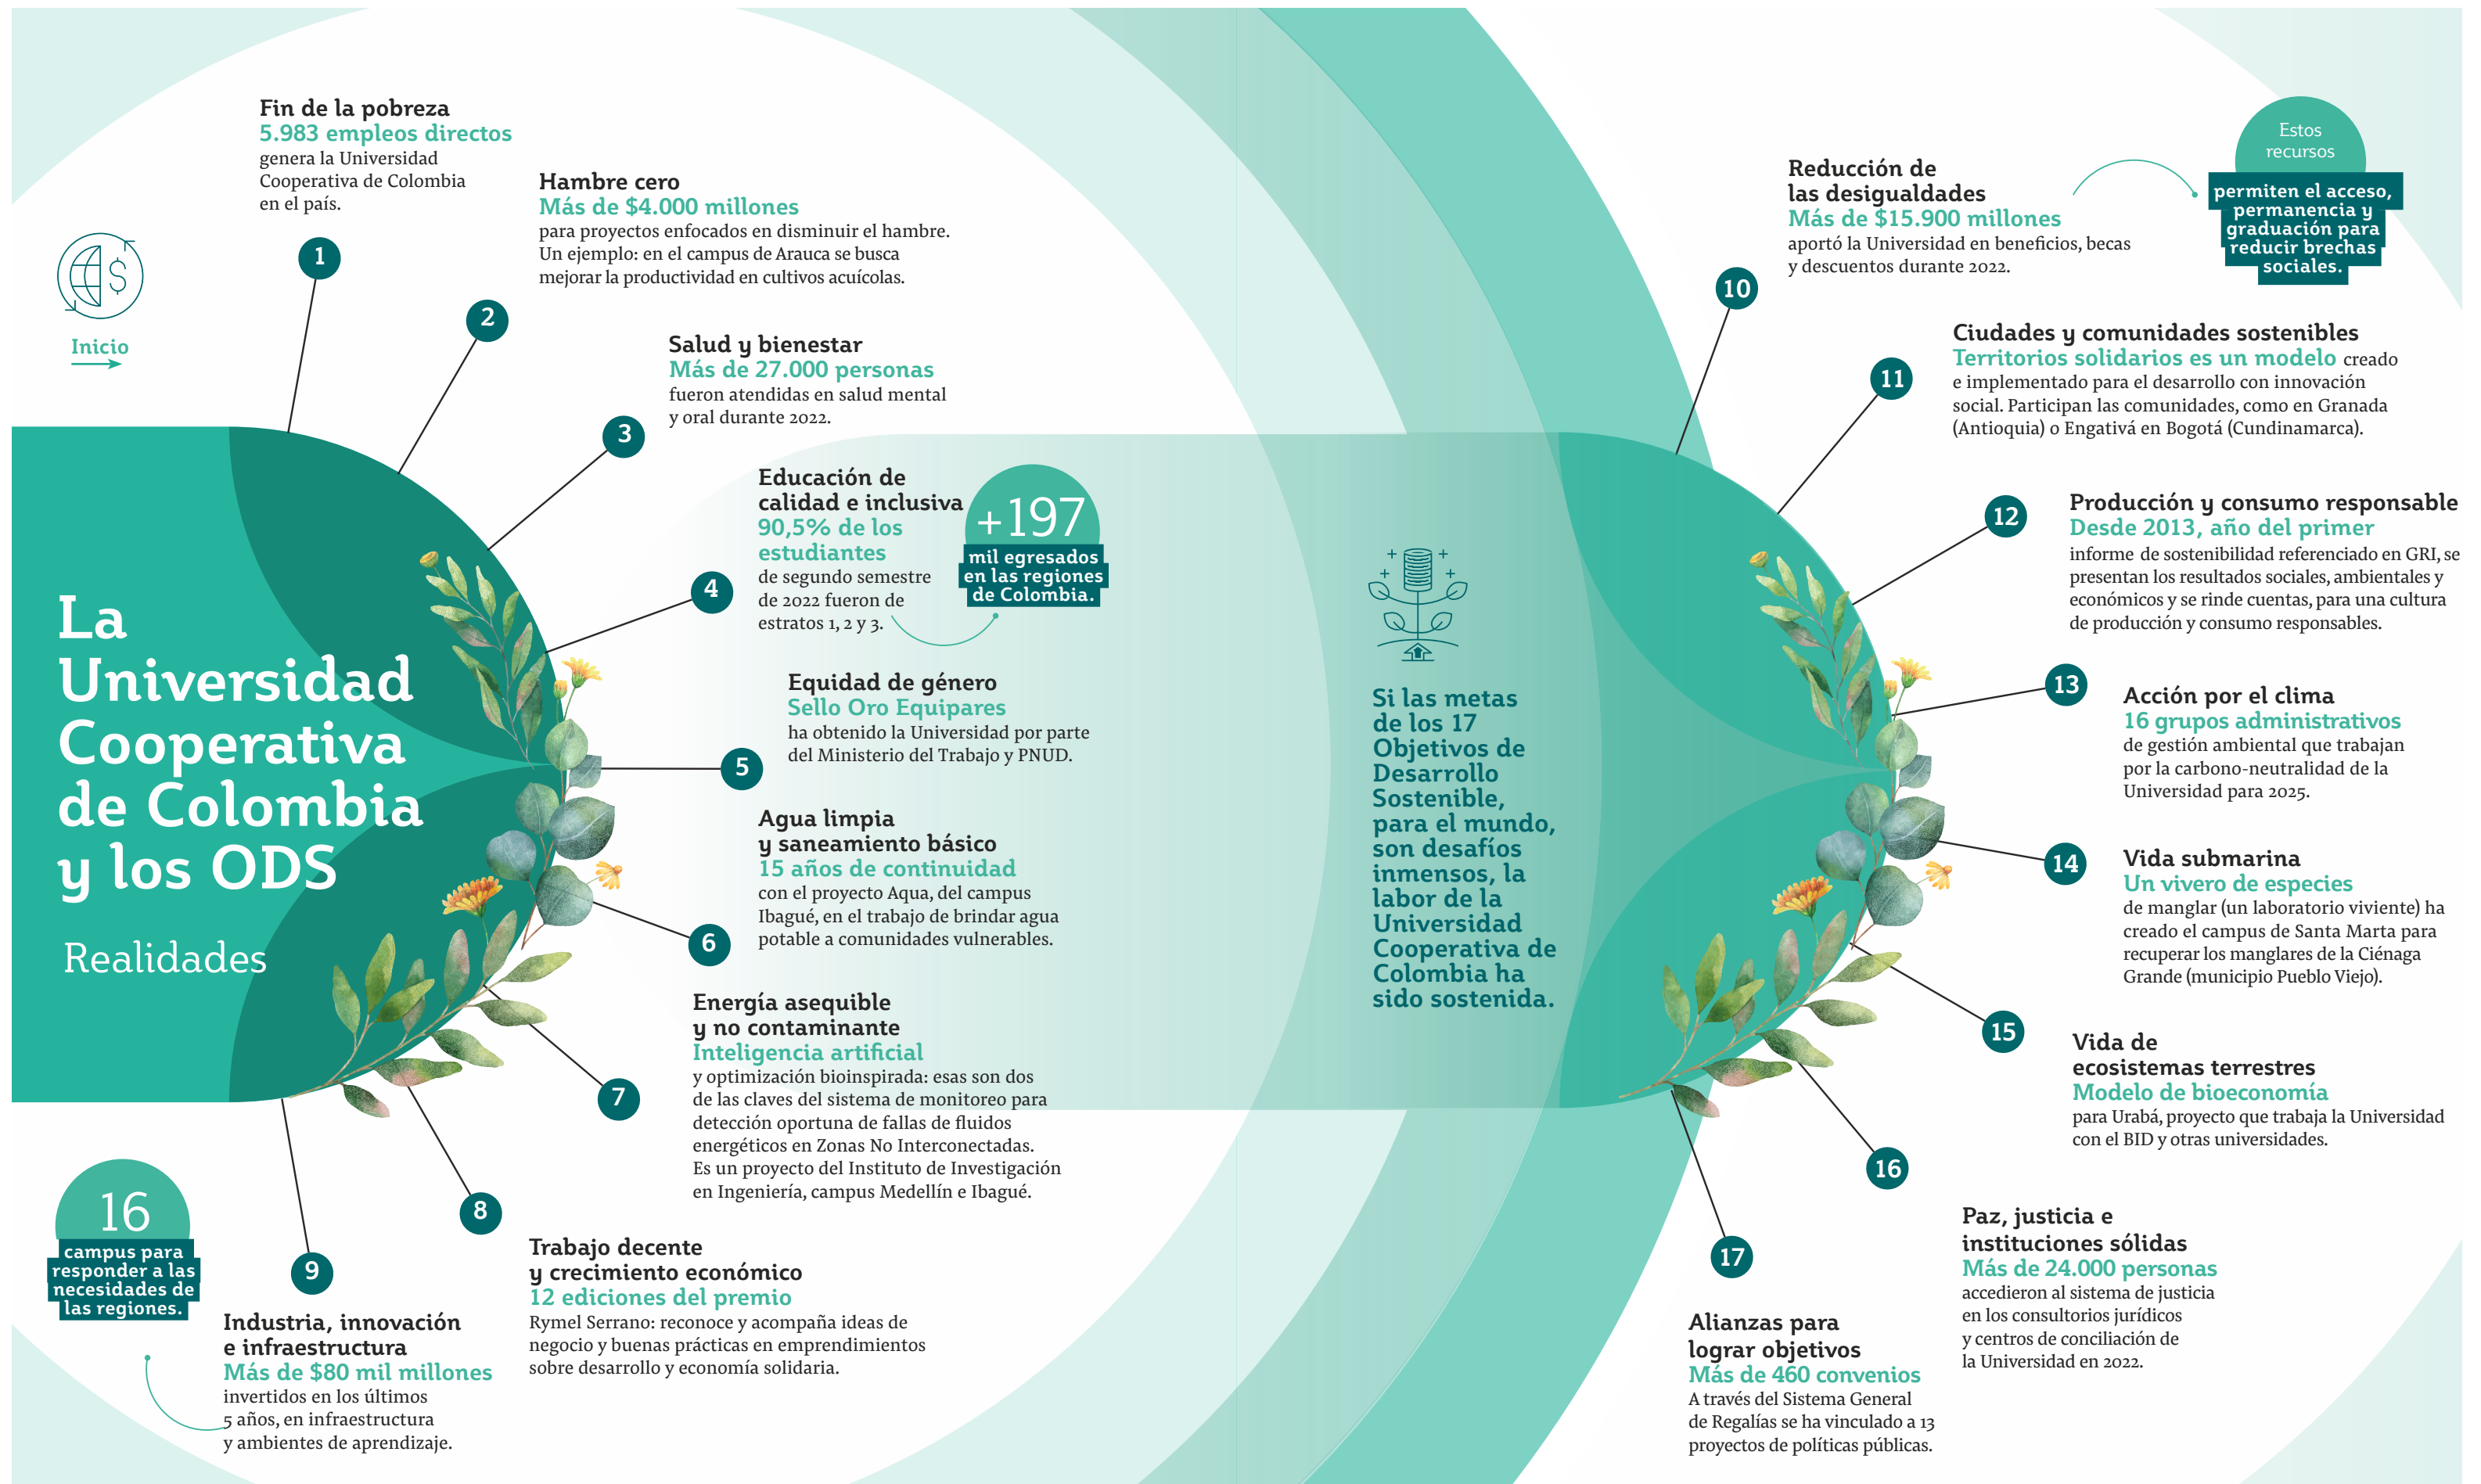 La
Universidad
Cooperativa
de Colombia
y los ODS
Realidades
$
Inicio
1
Fin de la pobreza
5.983 empleos directos
genera la Universidad
Cooperativa de Colombia
en el país.
2
Hambre cero
Más de $4.000 millones
para proyectos enfocados en disminuir el hambre.
Un ejemplo: en el campus de Arauca se busca
mejorar la productividad en cultivos acuícolas.
3
Salud y bienestar
Más de 27.000 personas
fueron atendidas en salud mental
y oral durante 2022.
4
Educación de
calidad e inclusiva
90,5% de los
estudiantes
de segundo semestre
de 2022 fueron de
estratos 1, 2 y 3.
+197
mil egresados
en las regiones
de Colombia.
5
Equidad de género
Sello Oro Equipares
ha obtenido la Universidad por parte
del Ministerio del Trabajo y PNUD.
6
Agua limpia
y saneamiento básico
15 años de continuidad
con el proyecto Aqua, del campus
Ibagué, en el trabajo de brindar agua
potable a comunidades vulnerables.
7
Energía asequible
y no contaminante
Inteligencia artificial
y optimización bioinspirada: esas son dos
de las claves del sistema de monitoreo para
detección oportuna de fallas de fluidos
energéticos en Zonas No Interconectadas.
Es un proyecto del Instituto de Investigación
en Ingeniería, campus Medellín e Ibagué.
8
Trabajo decente
y crecimiento económico
12 ediciones del premio
Rymel Serrano: reconoce y acompaña ideas de
negocio y buenas prácticas en emprendimientos
sobre desarrollo y economía solidaria.
9
Industria, innovación
e infraestructura
Más de $80 mil millones
invertidos en los últimos
5 años, en infraestructura
y ambientes de aprendizaje.
16
campus para
responder a las
necesidades de
las regiones.
Si las metas
de los 17
Objetivos de
Desarrollo
Sostenible,
para el mundo,
son desafíos
inmensos, la
labor de la
Universidad
Cooperativa de
Colombia ha
sido sostenida.
10
Reducción de
las desigualdades
Más de $15.900 millones
aportó la Universidad en beneficios, becas
y descuentos durante 2022.
Estos
recursos
permiten el acceso,
permanencia y
graduación para
reducir brechas
sociales.
11
Ciudades y comunidades sostenibles
Territorios solidarios es un modelo creado
e implementado para el desarrollo con innovación
social. Participan las comunidades, como en Granada
(Antioquia) o Engativá en Bogotá (Cundinamarca).
12
Producción y consumo responsable
Desde 2013, año del primer
informe de sostenibilidad referenciado en GRI, se
presentan los resultados sociales, ambientales y
económicos y se rinde cuentas, para una cultura
de producción y consumo responsables.
13
Acción por el clima
16 grupos administrativos
de gestión ambiental que trabajan
por la carbono-neutralidad de la
Universidad para 2025.
14
Vida submarina
Un vivero de especies
de manglar (un laboratorio viviente) ha
creado el campus de Santa Marta para
recuperar los manglares de la Ciénaga
Grande (municipio Pueblo Viejo).
15
Vida de
ecosistemas terrestres
Modelo de bioeconomía
para Urabá, proyecto que trabaja la Universidad
con el BID y otras universidades.
16
Paz, justicia e
instituciones sólidas
Más de 24.000 personas
accedieron al sistema de justicia
en los consultorios jurídicos
y centros de conciliación de
la Universidad en 2022.
17
Alianzas para
lograr objetivos
Más de 460 convenios
A través del Sistema General
de Regalías se ha vinculado a 13
proyectos de políticas públicas.